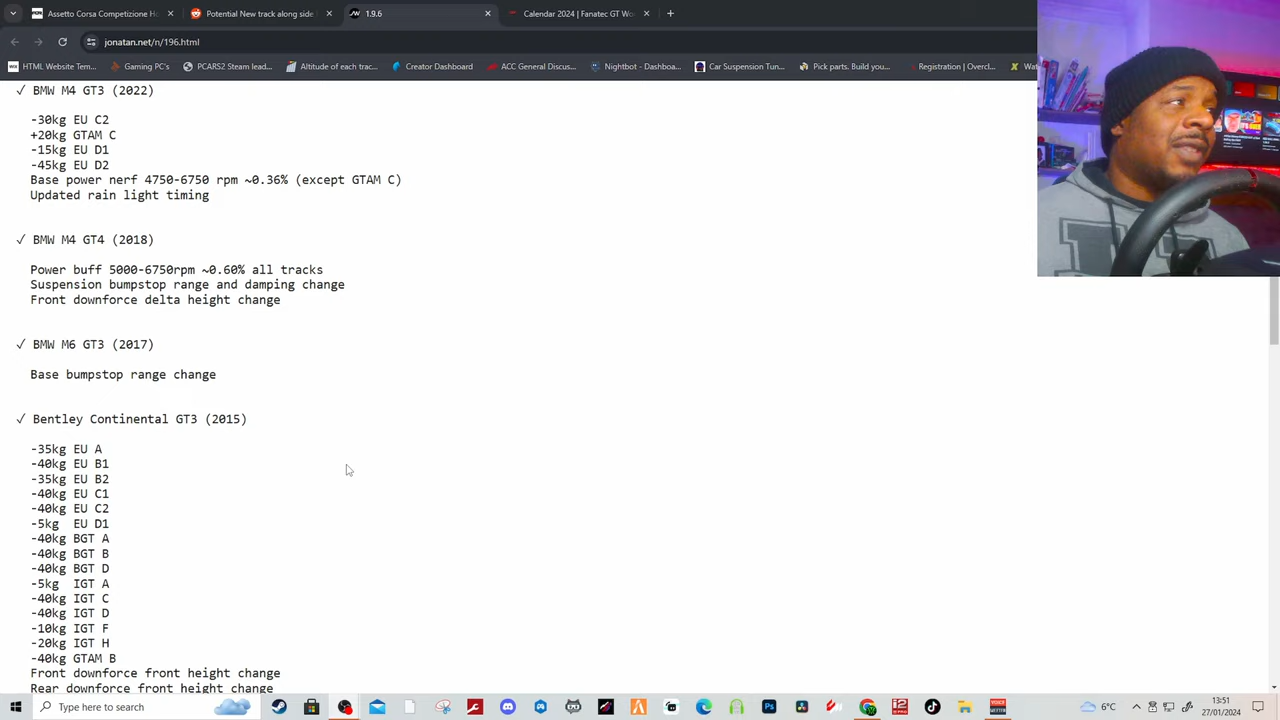 Assetto Corsa Competizione H
Potential New track along side
1.9.6
Calendar 2024 | Fanatec GT Wo
jonatan.net/n/196.html
HTML Website Tem...
Gaming PC's
PCARS2 Steam lead...
Altitude of each trac...
Creator Dashboard
ACC General Discus...
Nightbot - Dashboa...
Car Suspension Tun...
Pick parts, Build you...
Registration | Overcl...
Wat
✓ BMW M4 GT3 (2022)
-30kg EU C2
+20kg GTAM C
-15kg EU D1
-45kg EU D2
Base power nerf 4750-6750 rpm ~0.36% (except GTAM C)
Updated rain light timing
✓ BMW M4 GT4 (2018)
Power buff 5000-6750rpm ~0.60% all tracks
Suspension bumpstop range and damping change
Front downforce delta height change
✓ BMW M6 GT3 (2017)
Base bumpstop range change
✓ Bentley Continental GT3 (2015)
-35kg EU A
-40kg EU B1
-35kg EU B2
-40kg EU C1
-40kg EU C2
-5kg EU D1
-40kg BGT A
-40kg BGT B
-40kg BGT D
-5kg IGT A
-40kg IGT C
-40kg IGT D
-10kg IGT F
-20kg IGT H
-40kg GTAM B
Front downforce front height change
Rear downforce front height change
Type here to search
6°C
13:51
27/01/2024